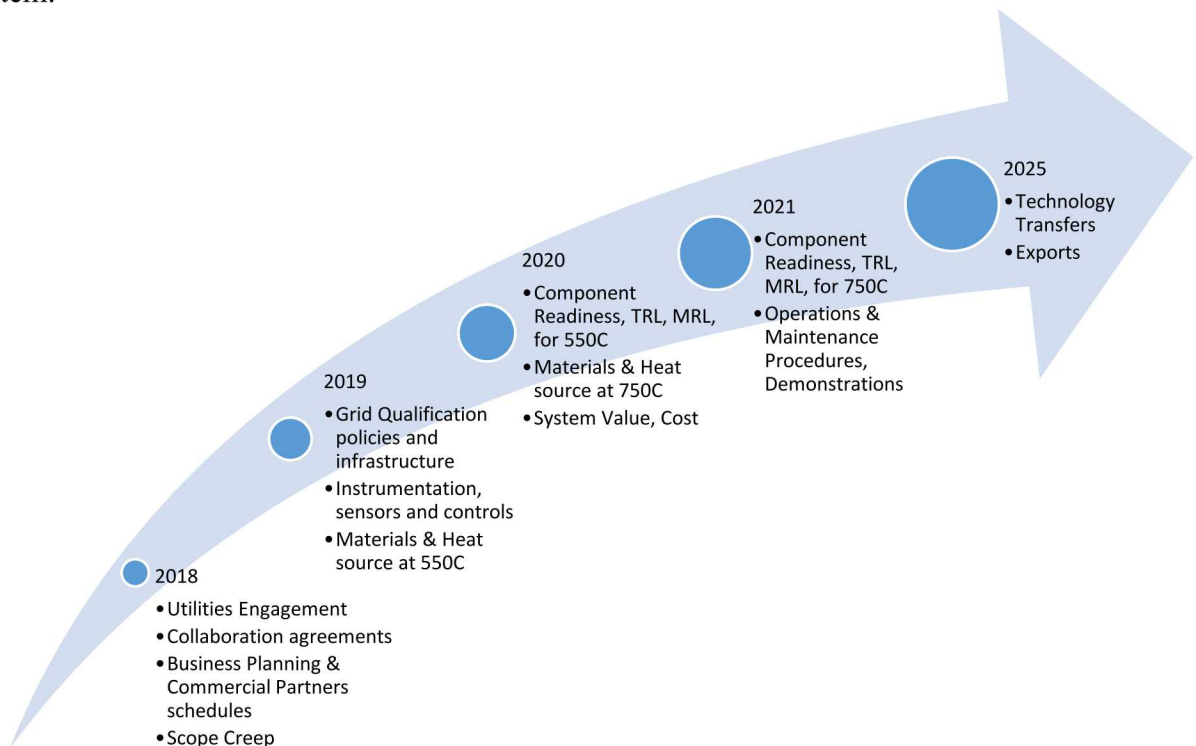 2018
•Utilities Engagement
•Collaboration agreements
•Business Planning &
Commercial Partners
schedules
•Scope Creep
2019
•Grid Qualification
policies and
infrastructure
•Instrumentation,
sensors and controls
•Materials & Heat
source at 550C
2020
•Component
Readiness, TRL, MRL,
for 550C
•Materials & Heat
source at 750C
•System Value, Cost
2021
•Component
Readiness, TRL,
MRL, for 750C
•Operations &
Maintenance
Procedures,
Demonstrations
2025
•Technology
Transfers
•Exports